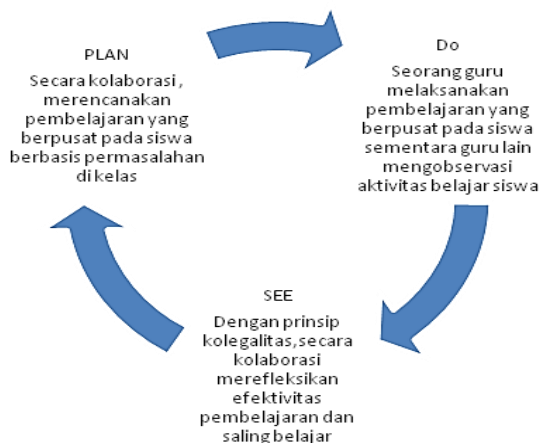 PLAN
Secara kolaborasi,
merencanakan
pembelajaran yang
berpusat pada siswa
berbasis permasalahan
di kelas
Do
Seorang guru
melaksanakan
pembelajaran yang
berpusat pada siswa
sementara guru lain
mengobservasi
aktivitas belajar siswa
SEE
Dengan prinsip
kolegalitas,secara
kolaborasi
merefleksikan
efektivitas
pembelajaran dan
saling belajar